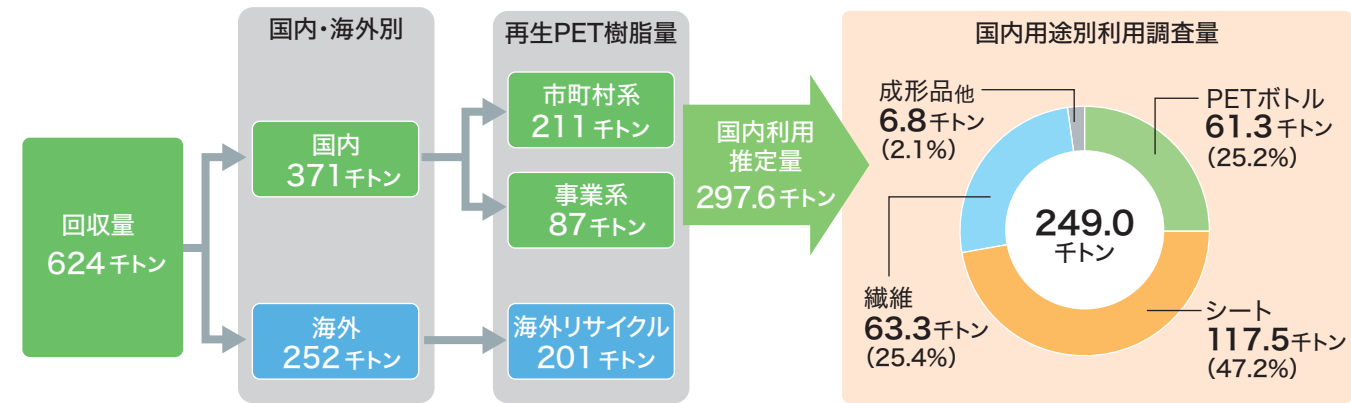 回収量
624千トン
国内・海外別
国内
371千トン
海外
252千トン
再生PET樹脂量
市町村系
211千トン
事業系
87千トン
海外リサイクル
201千トン
国内利用
推定量
297.6千トン
国内用途別利用調査量
成形品他
6.8千トン
(2.1%)
PETボトル
61.3千トン
(25.2%)
249.0
千トン
繊維
63.3千トン
(25.4%)
シート
117.5千トン
(47.2%)